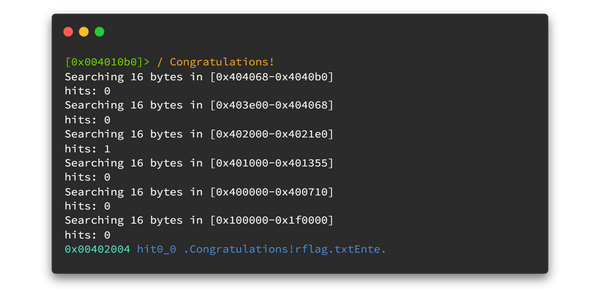 [0x004010b0]> / Congratulations!
Searching 16 bytes in [0x404068-0x4040b0]
hits: 0
Searching 16 bytes in [0x403e00-0x404068]
hits: 0
Searching 16 bytes in [0x402000-0x4021e0]
hits: 1
Searching 16 bytes in [0x401000-0x401355]
hits: 0
Searching 16 bytes in [0x400000-0x400710]
hits: 0
Searching 16 bytes in [0x100000-0x1f0000]
hits: 0
0x00402004 hit0_0 .Congratulations!rflag.txtEnte.